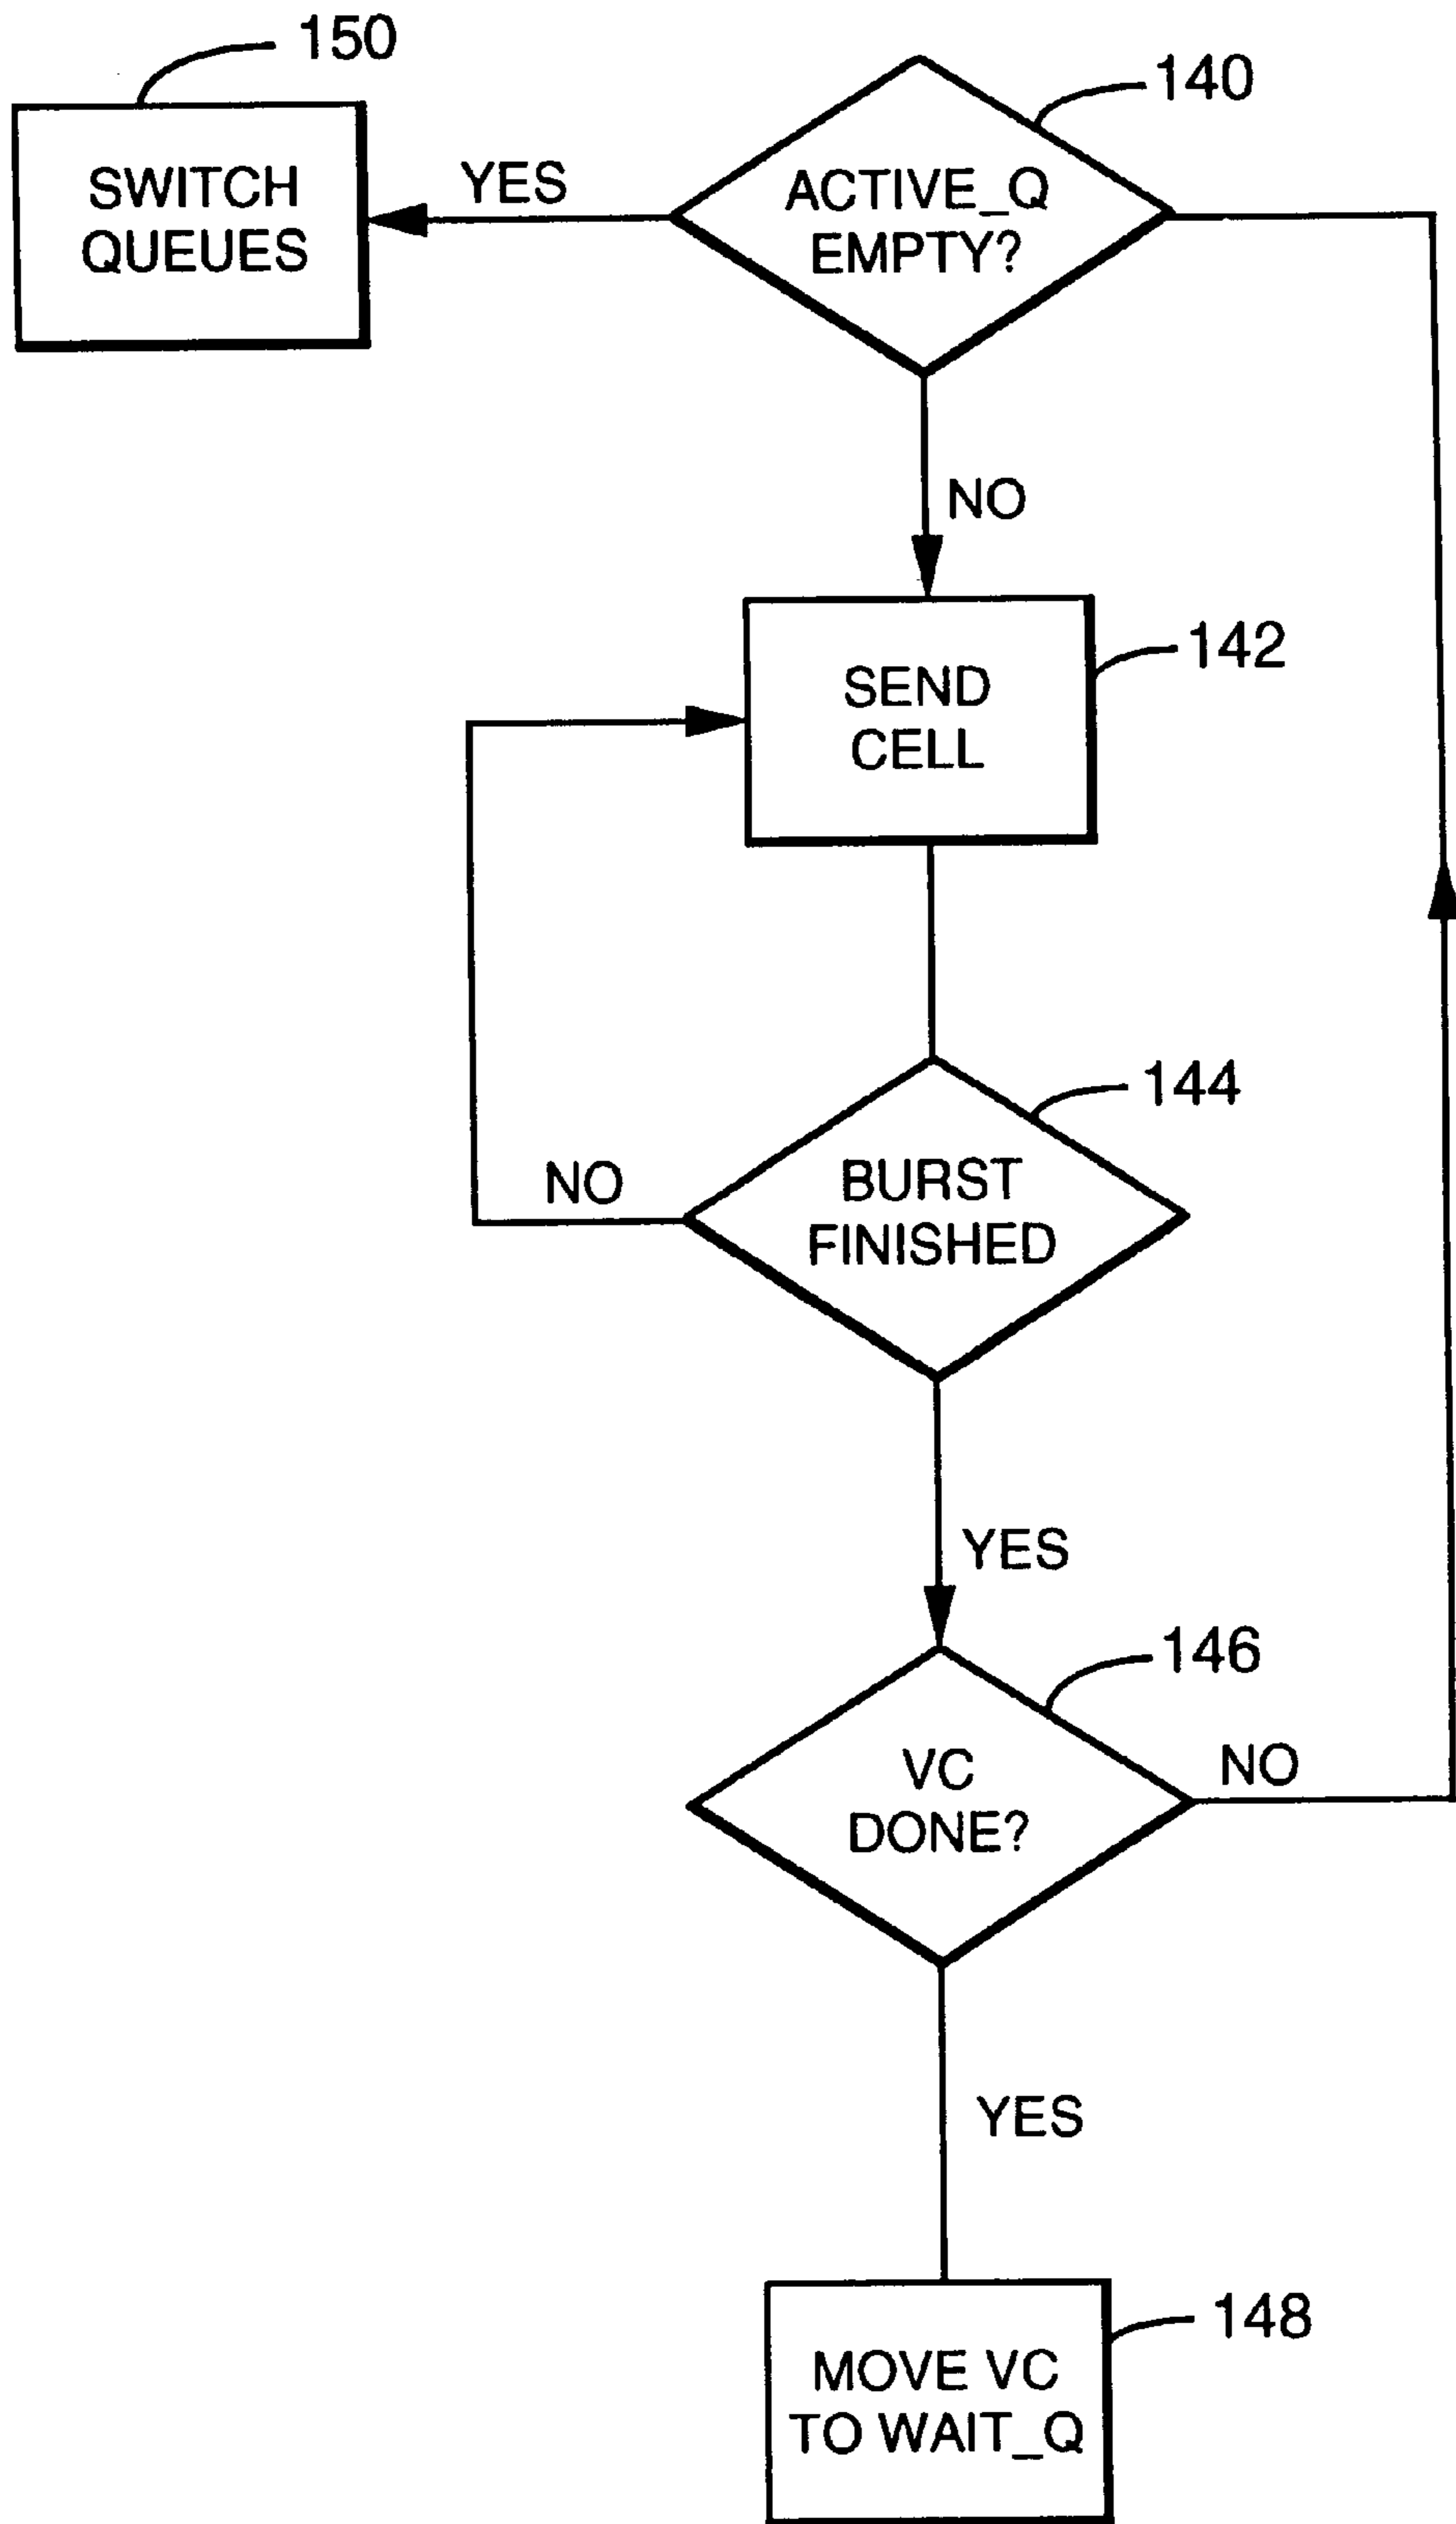 150
140
SWITCH
QUEUES
YES
ACTIVE_Q
EMPTY?
NO
142
SEND
CELL
144
NO
BURST
FINISHED
YES
146
VC
DONE?
NO
YES
148
MOVE VC
TO WAIT_Q